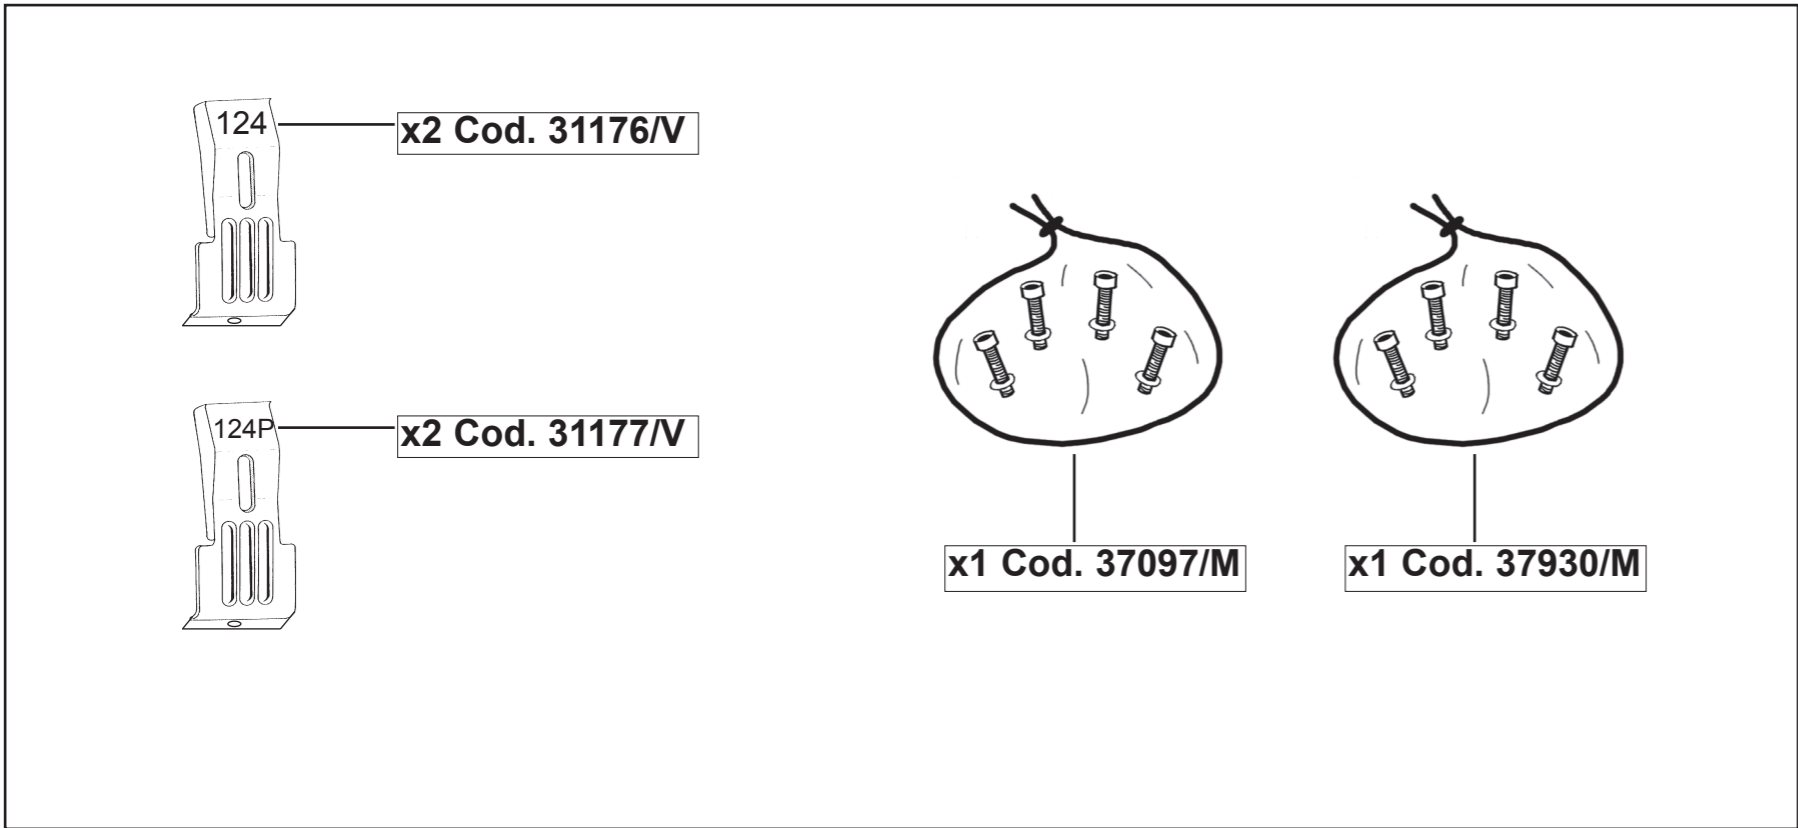 124
x2 Cod. 31176/V
124P
x2 Cod. 31177/V
x1 Cod. 37097/M
x1 Cod. 37930/M